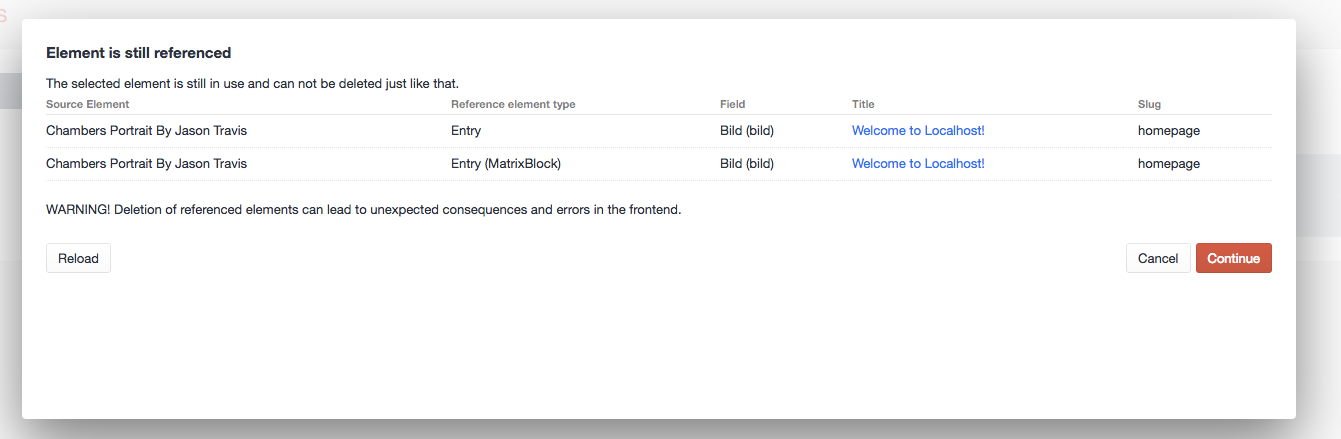 S
Element is still referenced
The selected element is still in use and can not be deleted just like that.
Source Element Reference element type Field Title Slug
Chambers Portrait By Jason Travis Entry Bild (bild) Welcome to Localhost! homepage
Chambers Portrait By Jason Travis Entry (MatrixBlock) Bild (bild) Welcome to Localhost! homepage
WARNING! Deletion of referenced elements can lead to unexpected consequences and errors in the frontend.
Reload Cancel Continue